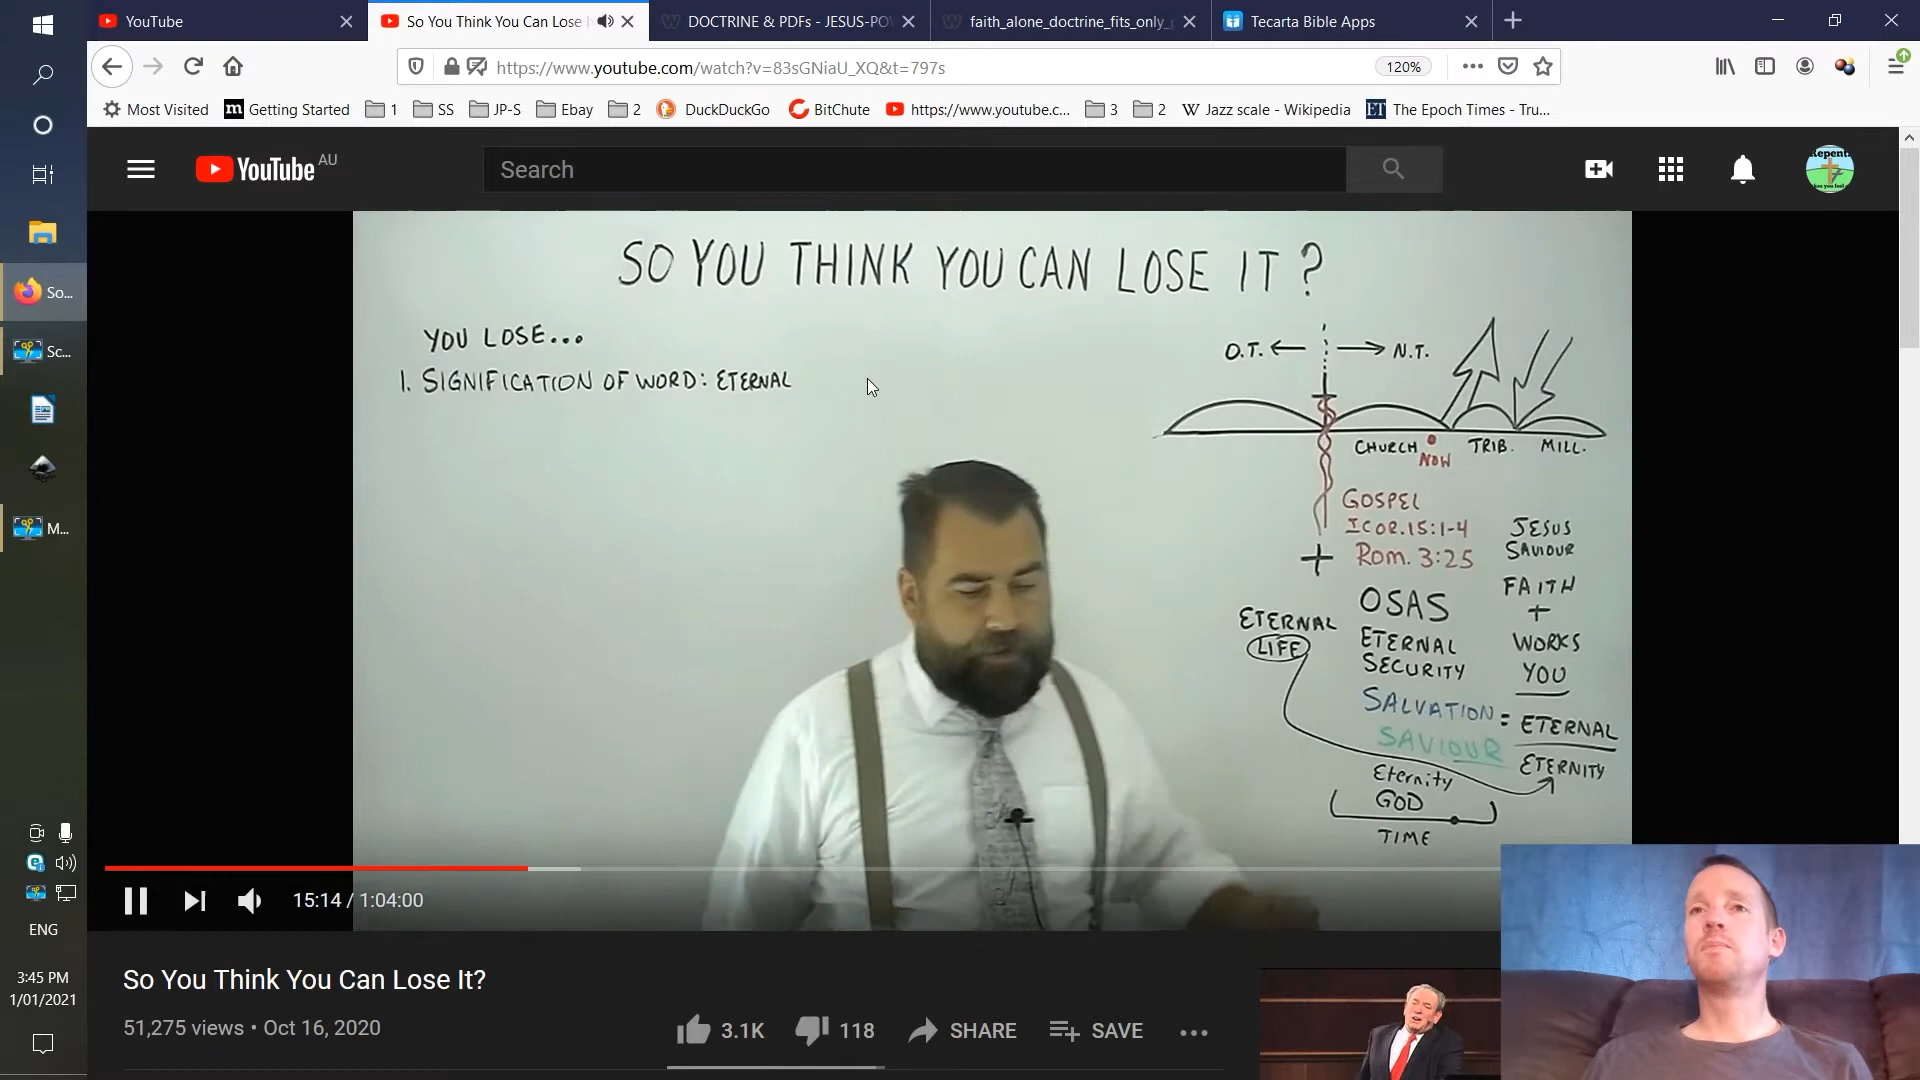 YouTube
So You Think You Can Lose
DOCTRINE & PDFs - JESUS-PO
faith_alone_doctrine_fits_only_
Tecarta Bible Apps
https://www.youtube.com/watch?v=83sGNiaU_XQ&t=797s
120%
Most Visited
m Getting Started
1
SS
JP-S
Ebay
2
DuckDuckGo
BitChute
https://www.youtube.c...
3
2
W Jazz scale - Wikipedia
ET The Epoch Times - Tru...
YouTube AU
Search
Repent
SO YOU THINK YOU CAN LOSE IT?
YOU LOSE...
1. SIGNIFICATION OF WORD: ETERNAL
O.T. ← → N.T.
CHURCH TRIB. MILL.
NOW
GOSPEL
I COR. 15:1-4
Rom. 3:25
JESUS
SAVIOUR
FAITH
+
WORKS
YOU
ETERNAL
LIFE
OSAS
ETERNAL
SECURITY
SALVATION = ETERNAL
SAVIOUR
ETERNITY
Eternity
GOD
TIME
15:14 / 1:04:00
So You Think You Can Lose It?
51,275 views • Oct 16, 2020
3.1K
118
SHARE
SAVE
So...
Sc...
M...
ENG
3:45 PM
1/01/2021